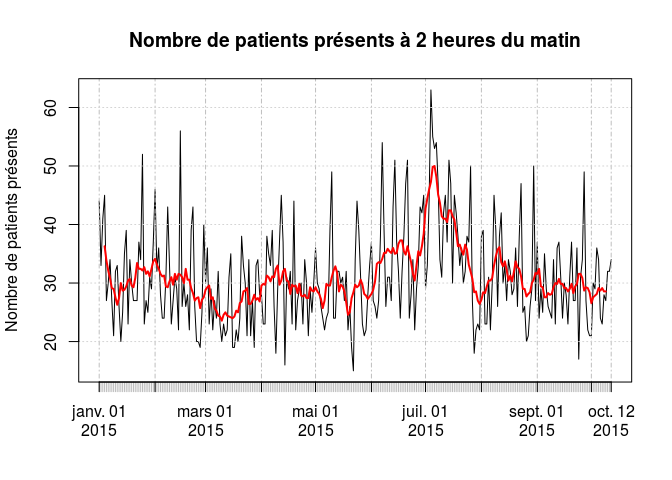 Nombre de patients présents à 2 heures du matin
Nombre de patients présents
60
50
40
30
20
janv. 01 mars 01 mai 01 juil. 01 sept. 01 oct. 12
2015 2015 2015 2015 2015 2015